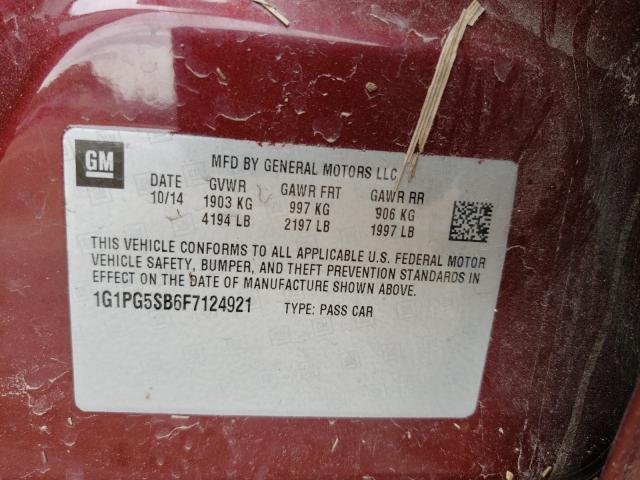 GM
MFD BY GENERAL MOTORS LLC
DATE GVWR GAWR FRT GAWR RR
10/14 1903 KG 997 KG 906 KG
4194 LB 2197 LB 1997 LB
THIS VEHICLE CONFORMS TO ALL APPLICABLE U.S. FEDERAL MOTOR
VEHICLE SAFETY, BUMPER, AND THEFT PREVENTION STANDARDS IN
EFFECT ON THE DATE OF MANUFACTURE SHOWN ABOVE.
1G1PG5SB6F7124921 TYPE: PASS CAR